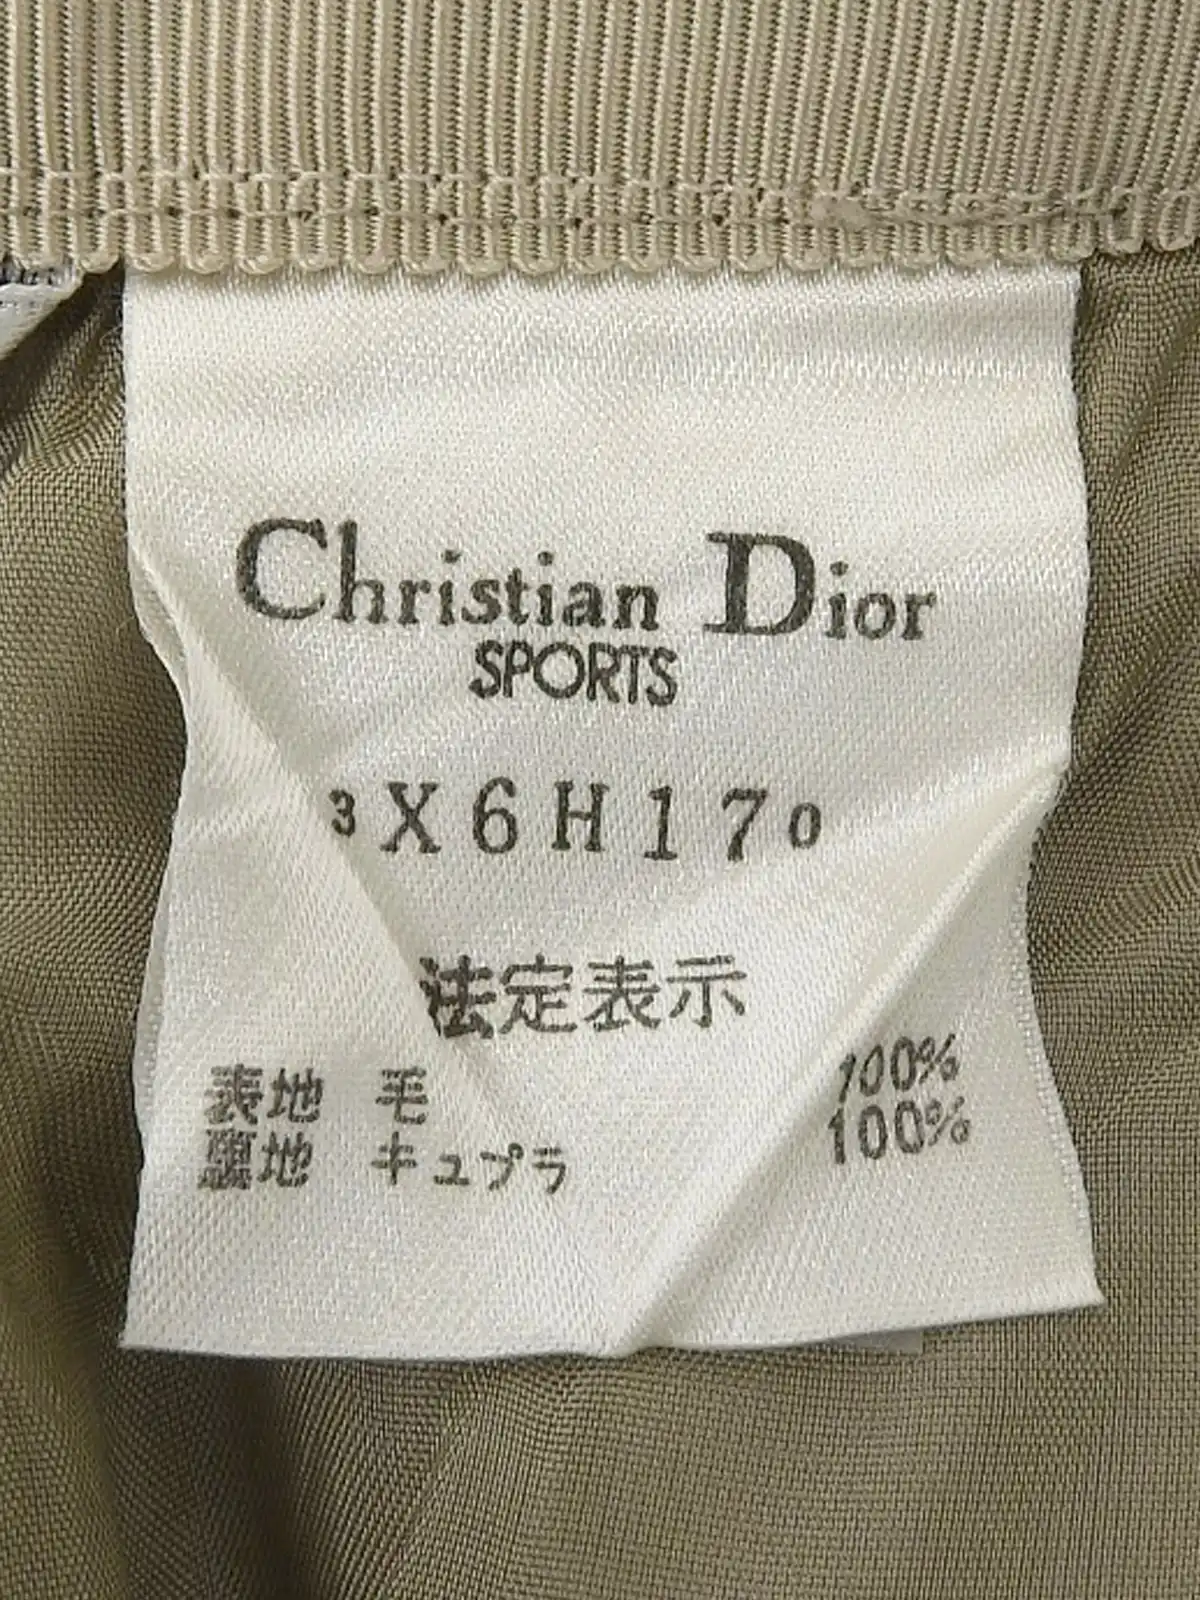 Christian Dior
SPORTS
3X6H170
法定表示
表地 毛 100%
裏地 キュプラ 100%